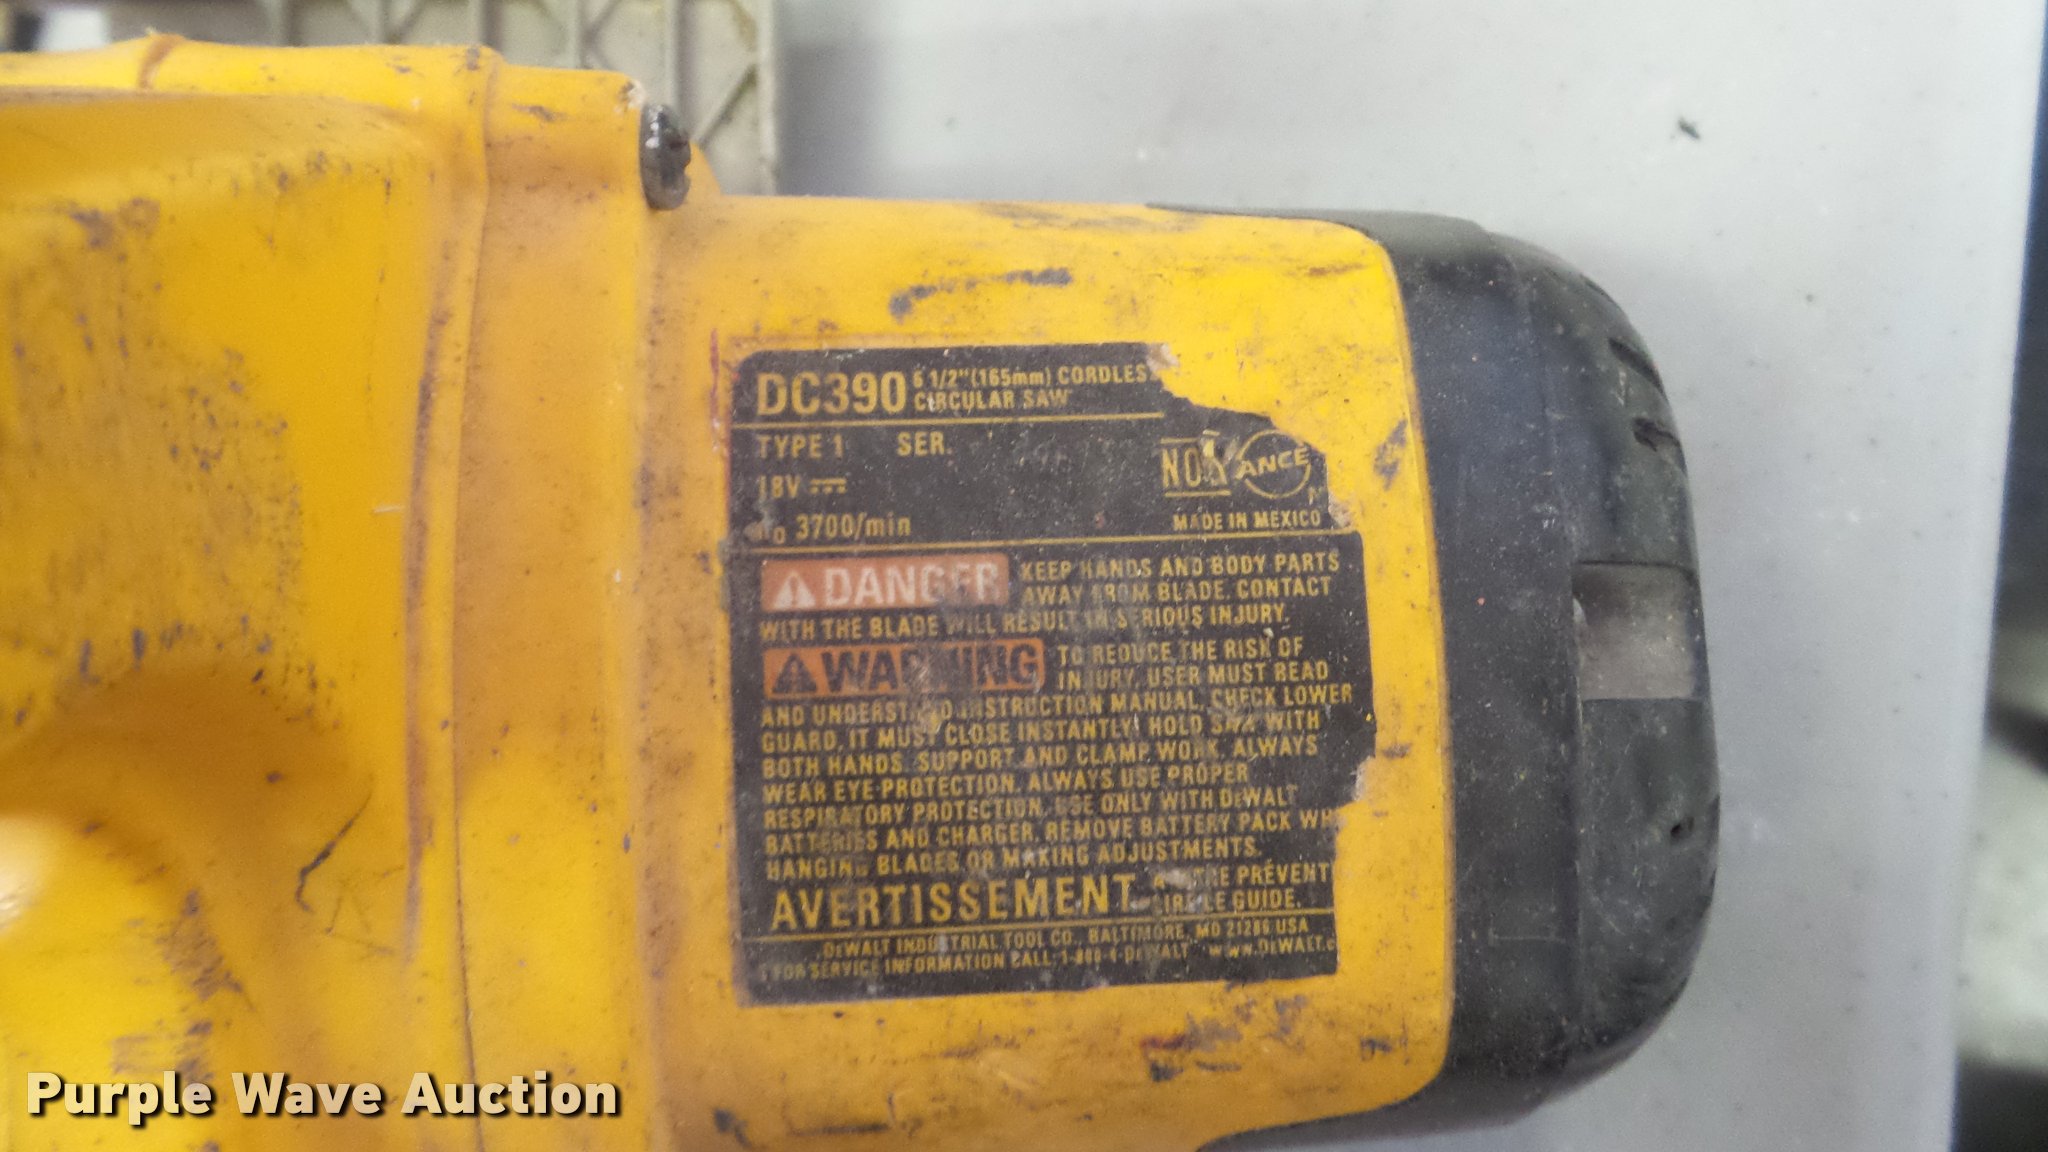 DC390 6 1/2"(165mm) CORDLES
CIRCULAR SAW
TYPE 1 SER.
18V
NOM ANCE
no 3700/min
MADE IN MEXICO
DANGER KEEP HANDS AND BODY PARTS
AWAY FROM BLADE. CONTACT
WITH THE BLADE WILL RESULT IN SERIOUS INJURY.
WARNING TO REDUCE THE RISK OF
INJURY, USER MUST READ
AND UNDERSTAND INSTRUCTION MANUAL. CHECK LOWER
GUARD, IT MUST CLOSE INSTANTLY! HOLD SAW WITH
BOTH HANDS. SUPPORT AND CLAMP WORK. ALWAYS
WEAR EYE PROTECTION. ALWAYS USE PROPER
RESPIRATORY PROTECTION. USE ONLY WITH DeWALT
BATTERIES AND CHARGER. REMOVE BATTERY PACK WH
HANGING BLADES OR MAKING ADJUSTMENTS.
AVERTISSEMENT À TITRE PRÉVENTI
LIRE LE GUIDE.
DeWALT INDUSTRIAL TOOL CO., BALTIMORE, MD 21286 USA
FOR SERVICE INFORMATION CALL 1-800-4-DeWALT www.DeWALT.c
Purple Wave Auction